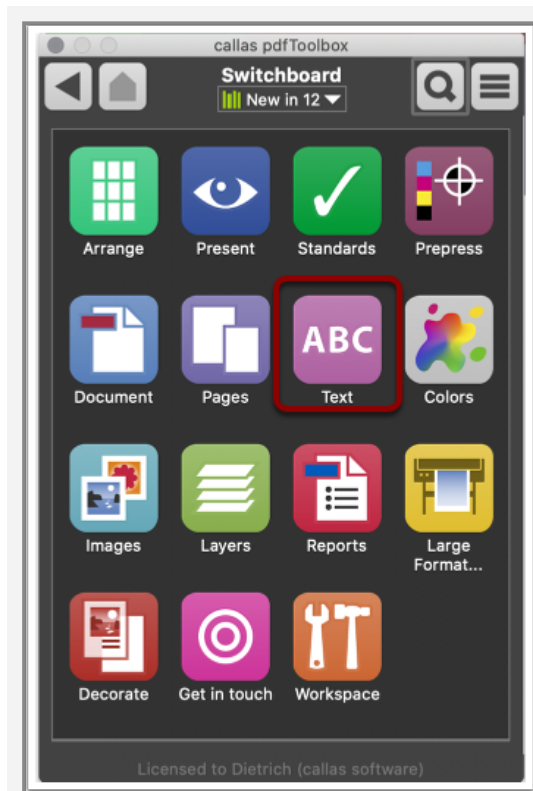 callas pdfToolbox
Switchboard
New in 12
Arrange
Present
Standards
Prepress
ABC
Document
Pages
Text
Colors
Images
Layers
Reports
Large
Format...
Decorate
Get in touch
Workspace
Licensed to Dietrich (callas software)